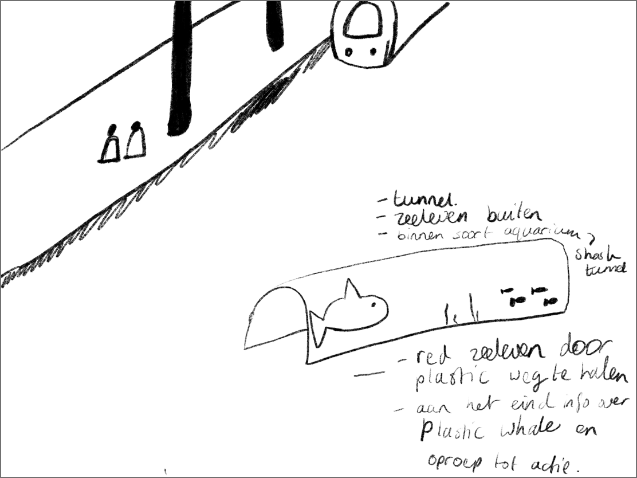 - tunnel.
- zeeleven buiten
- binnen soort aquarium
shark
tunnel
- red zeeleven door
plastic weg te halen
- aan het eind info over
plastic whale en
oproep tot actie.